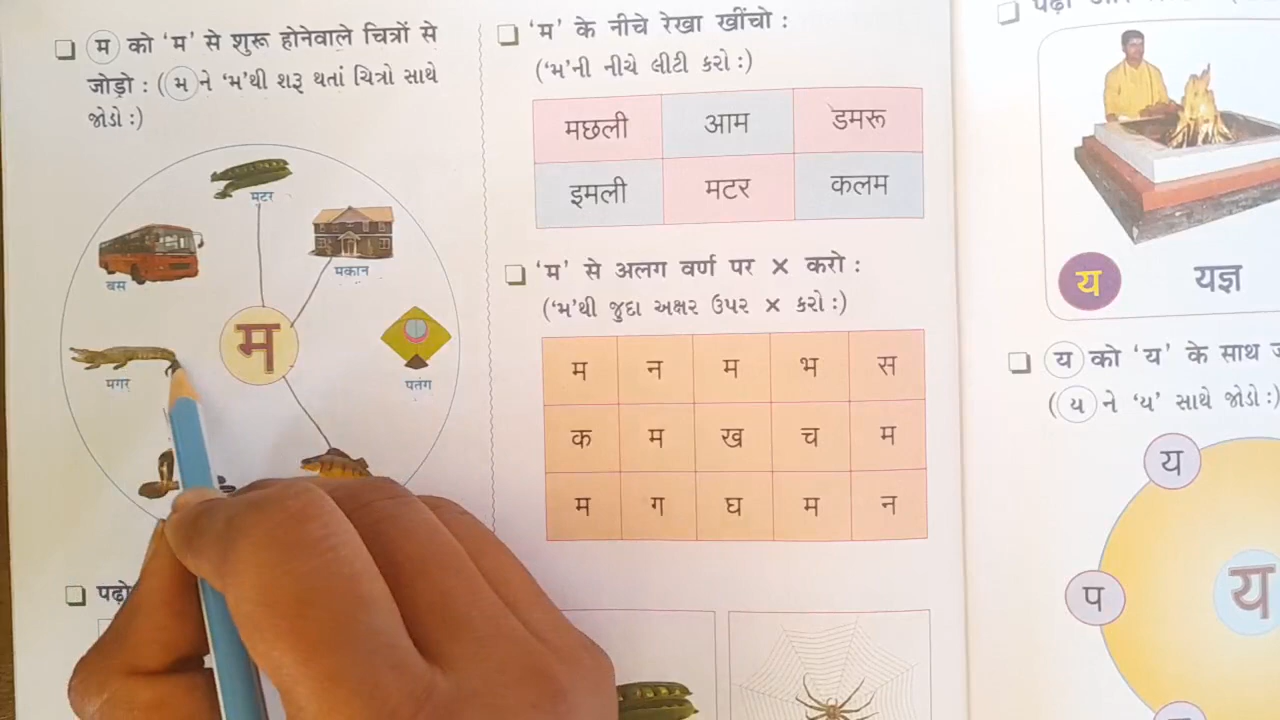 म को 'म' से शुरू होनेवाले चित्रों से
जोड़ो : (મ ને 'મ'થી શરૂ થતાં ચિત્રો સાથે
જોડો :)
मटर
मकान
बस
म
मगर
पतंग
'म' के नीचे रेखा खींचो :
('મ'ની નીચે લીટી કરો :)
मछली आम डमरू
इमली मटर कलम
'म' से अलग वर्ण पर × करो :
('મ'થી જુદા અક્ષર ઉપર × કરો :)
म न म भ स
क म ख च म
म ग घ म न
य यज्ञ
य को 'य' के साथ
(ય ને 'ય' સાથે જોડો :)
य
प
य